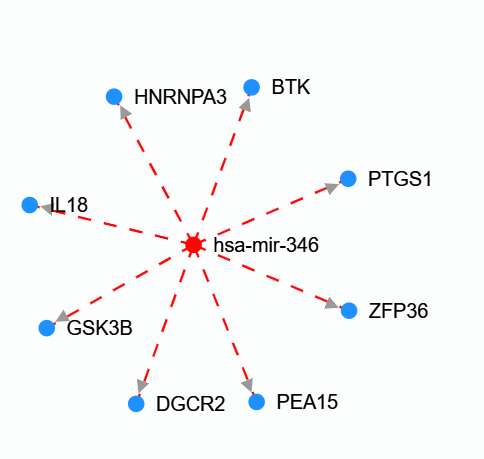 BTK
HNRNPA3
PTGS1
IL18
hsa-mir-346
ZFP36
GSK3B
PEA15
DGCR2